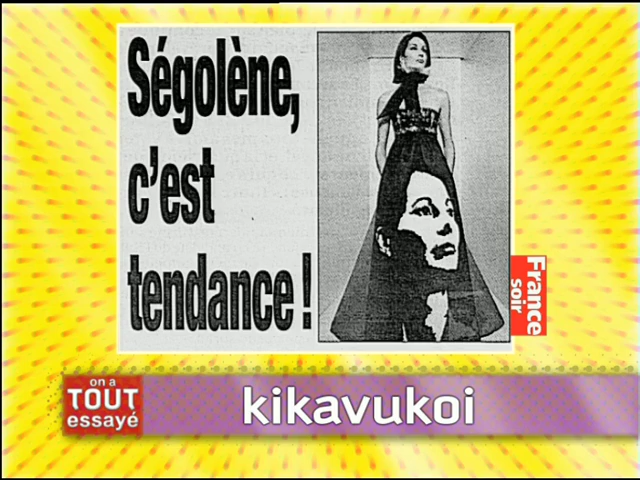 Ségolène,
c'est
tendance !
France
soir
on a
TOUT
essayé
kikavukoi